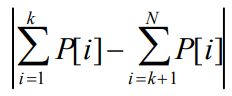 |∑_{i=1}^{k} P[i] − ∑_{i=k+1}^{N} P[i]|